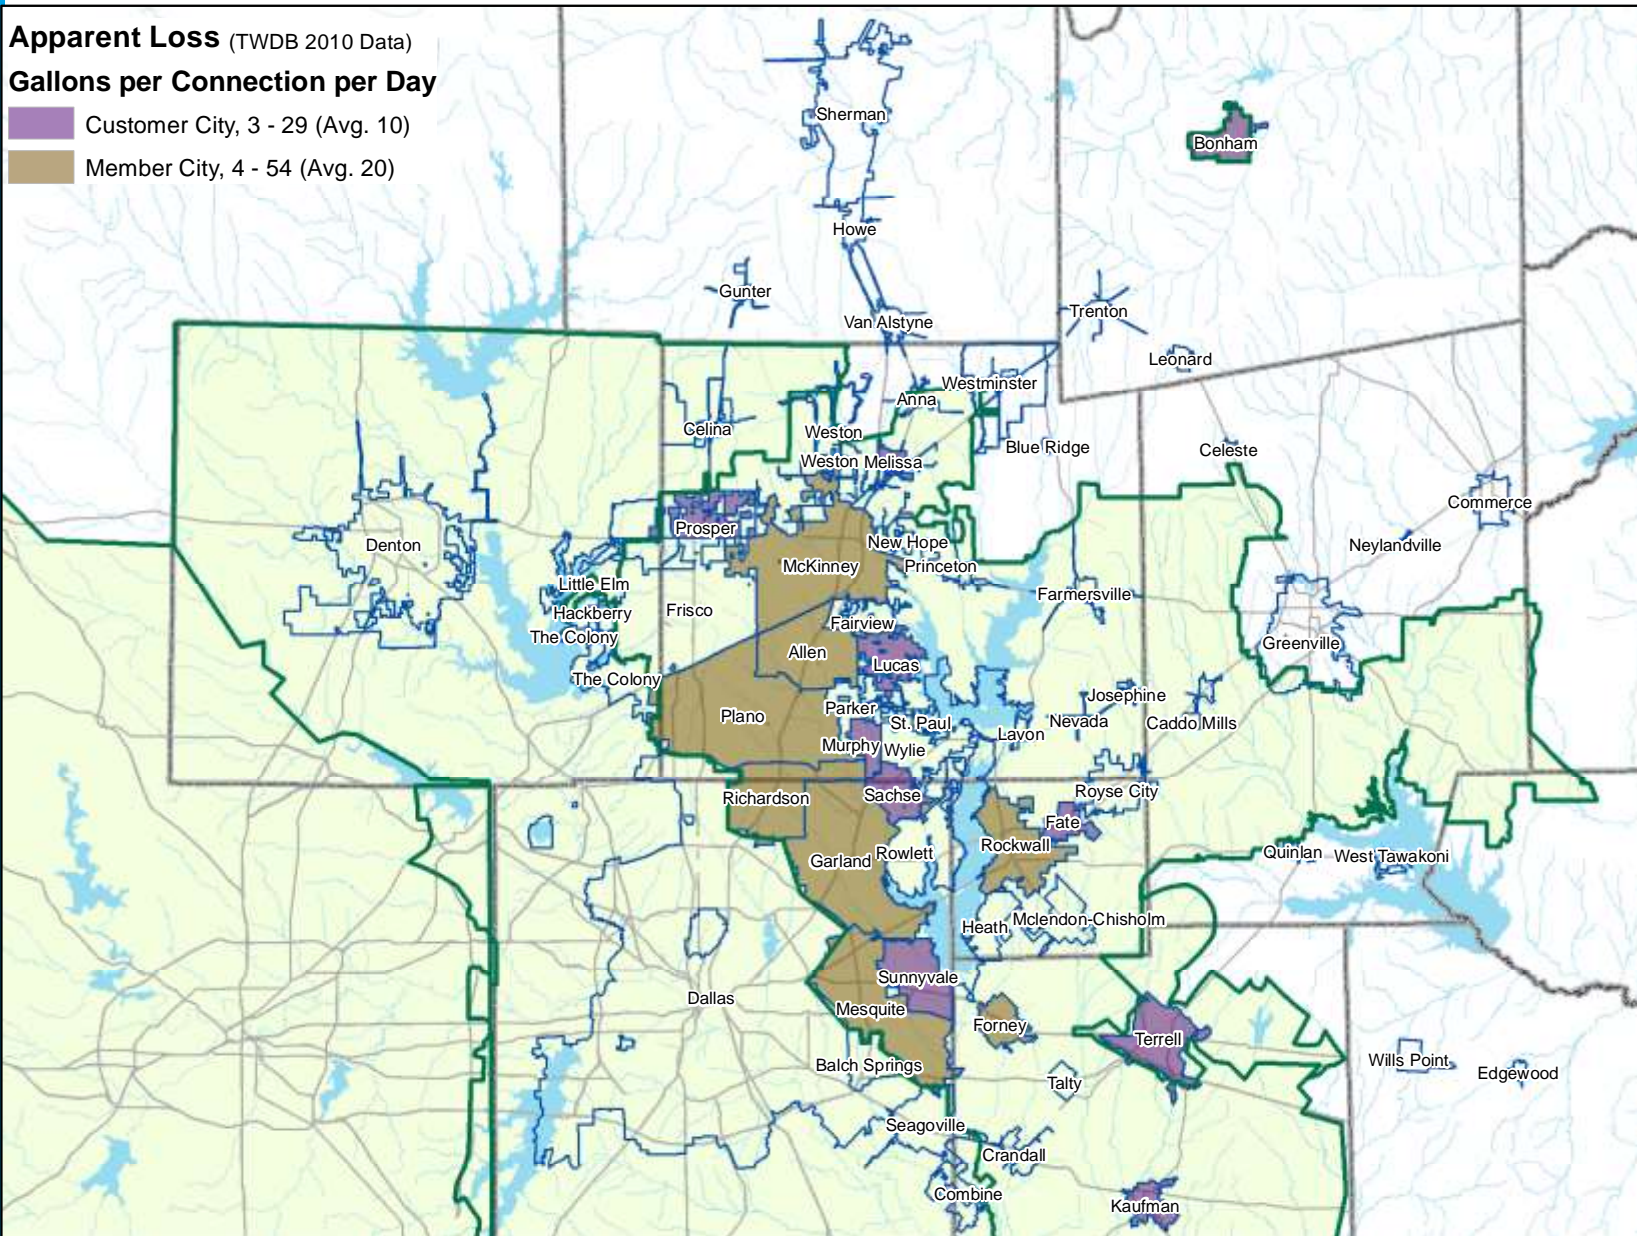 Apparent Loss (TWDB 2010 Data)
Gallons per Connection per Day
Customer City, 3 - 29 (Avg. 10)
Member City, 4 - 54 (Avg. 20)
Sherman
Bonham
Howe
Gunter
Trenton
Van Alstyne
Leonard
Westminster
Anna
Celina
Weston
Blue Ridge
Celeste
Weston
Melissa
Commerce
Prosper
New Hope
Neylandville
Denton
McKinney
Princeton
Little Elm
Farmersville
Hackberry
Frisco
Fairview
The Colony
Greenville
Allen
Lucas
The Colony
Josephine
Parker
Plano
St. Paul
Nevada
Caddo Mills
Lavon
Murphy
Wylie
Royse City
Sachse
Richardson
Fate
Rockwall
Garland
Rowlett
Quinlan
West Tawakoni
Heath
Mclendon-Chisholm
Sunnyvale
Dallas
Mesquite
Forney
Terrell
Wills Point
Balch Springs
Edgewood
Talty
Seagoville
Crandall
Combine
Kaufman